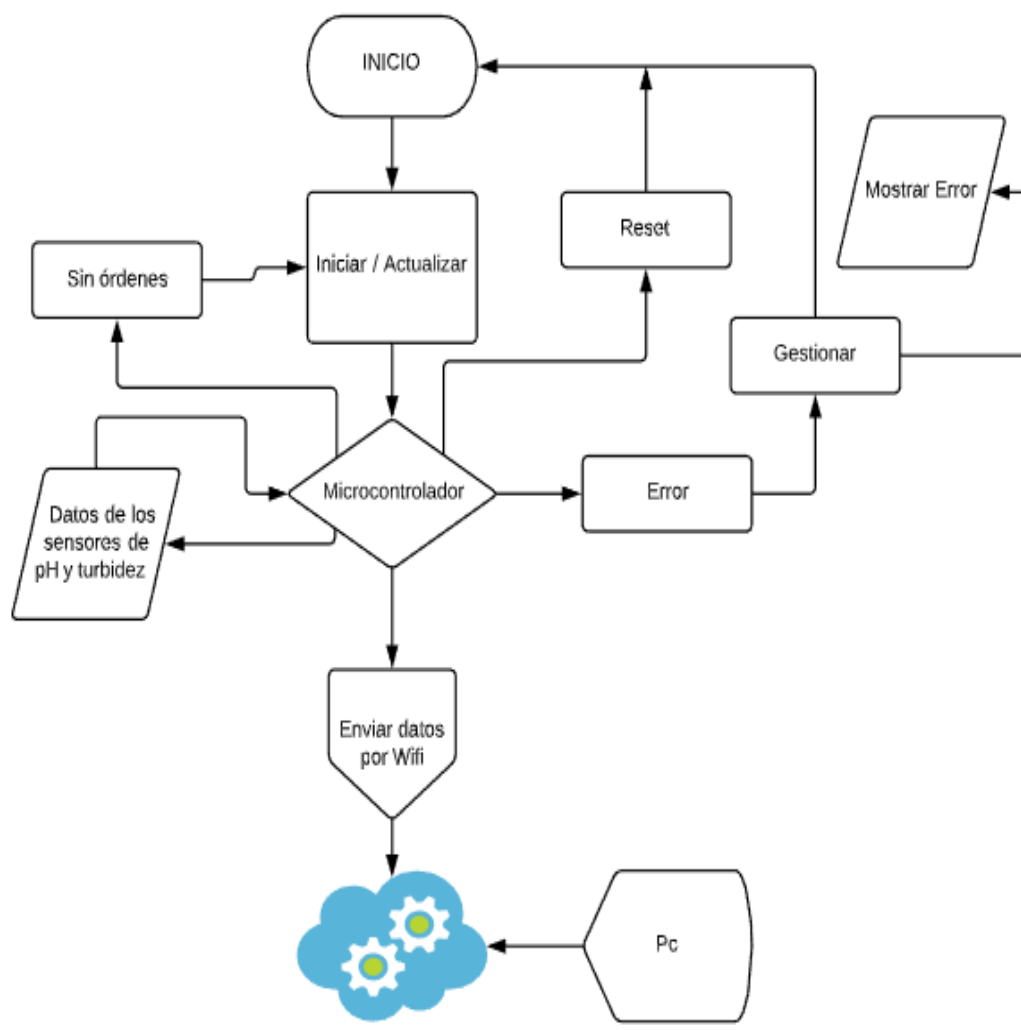 INICIO
Mostrar Error
Reset
Iniciar / Actualizar
Sin órdenes
Gestionar
Microcontrolador
Error
Datos de los
sensores de
pH y turbidez
Enviar datos
por Wifi
Pc